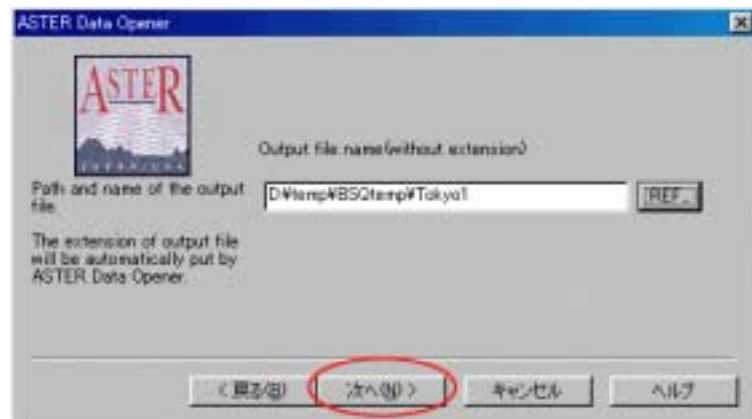 ASTER Data Opener
ASTER
Output file name(without extension)
Path and name of the output
file.
D¥temp¥BSQtemp¥Tokyo1
REF...
The extension of output file
will be automatically put by
ASTER Data Opener.
< 戻る(B)
次へ(N) >
キャンセル
ヘルプ